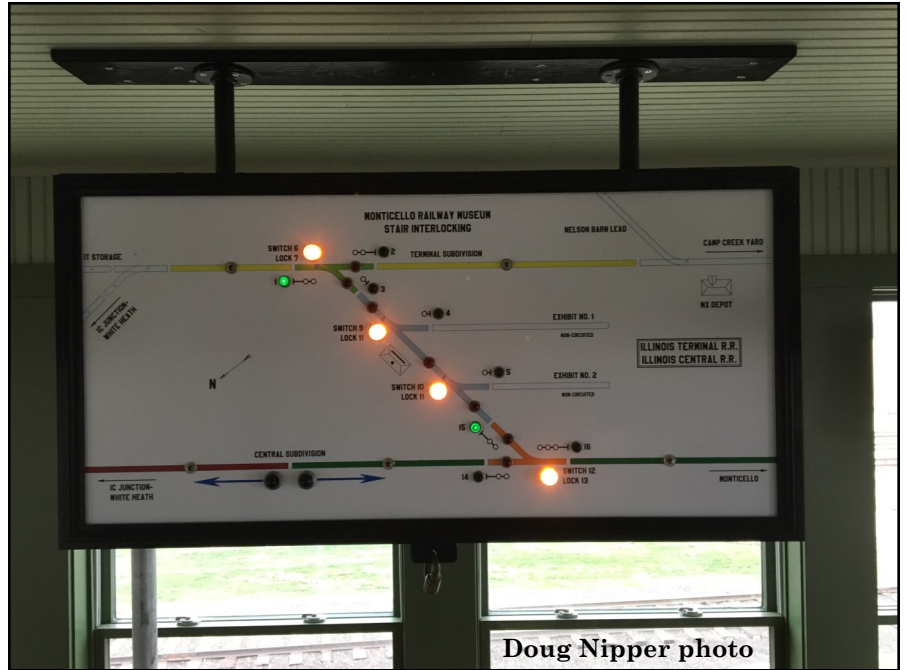 MONTICELLO RAILWAY MUSEUM
STAIR INTERLOCKING
NELSON BARN LEAD
CAMP CREEK YARD
SWITCH 6
LOCK 7
2
TERMINAL SUBDIVISION
IT STORAGE
1
3
NX DEPOT
IC JUNCTION-
WHITE HEATH
4
SWITCH 9
LOCK 11
EXHIBIT NO. 1
NON-CIRCUITED
ILLINOIS TERMINAL R.R.
ILLINOIS CENTRAL R.R.
N
5
EXHIBIT NO. 2
NON-CIRCUITED
SWITCH 10
LOCK 11
15
16
CENTRAL SUBDIVISION
14
SWITCH 12
LOCK 13
MONTICELLO
IC JUNCTION-
WHITE HEATH
Doug Nipper photo